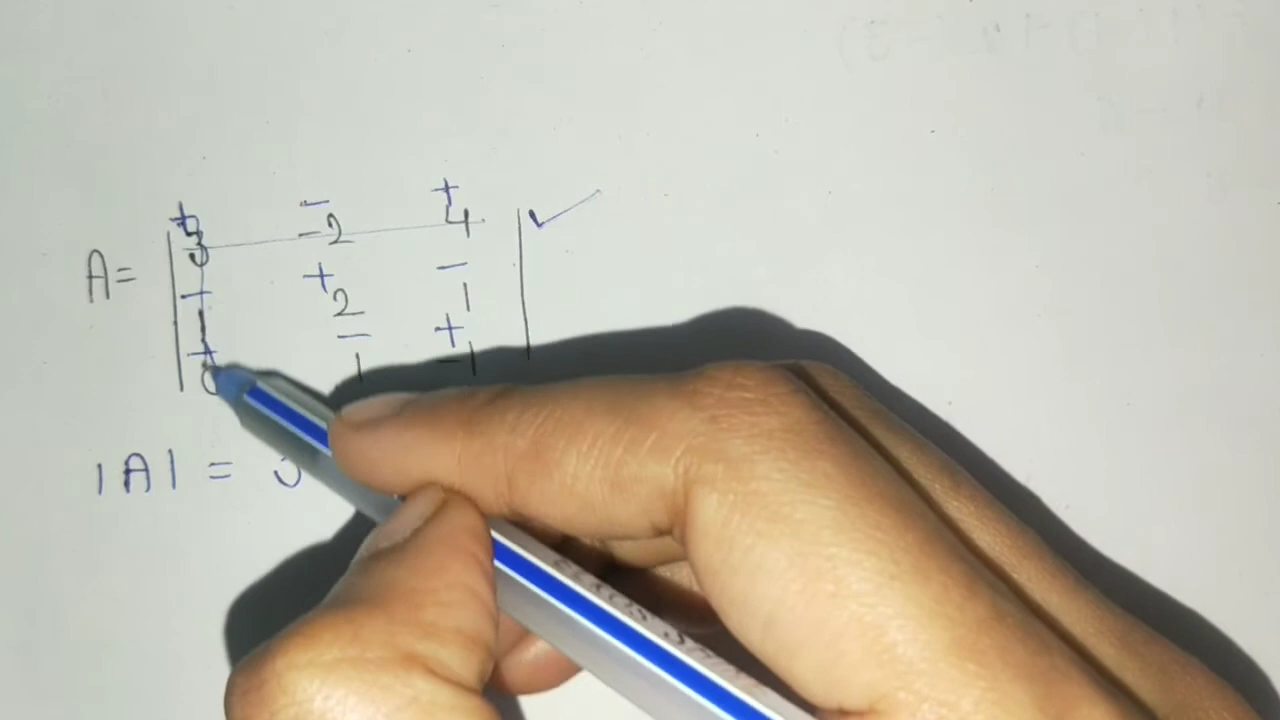 + - +
3 -2 4
A=
- + -
1 2 1
+ - +
0 1 -1
|A| = 3